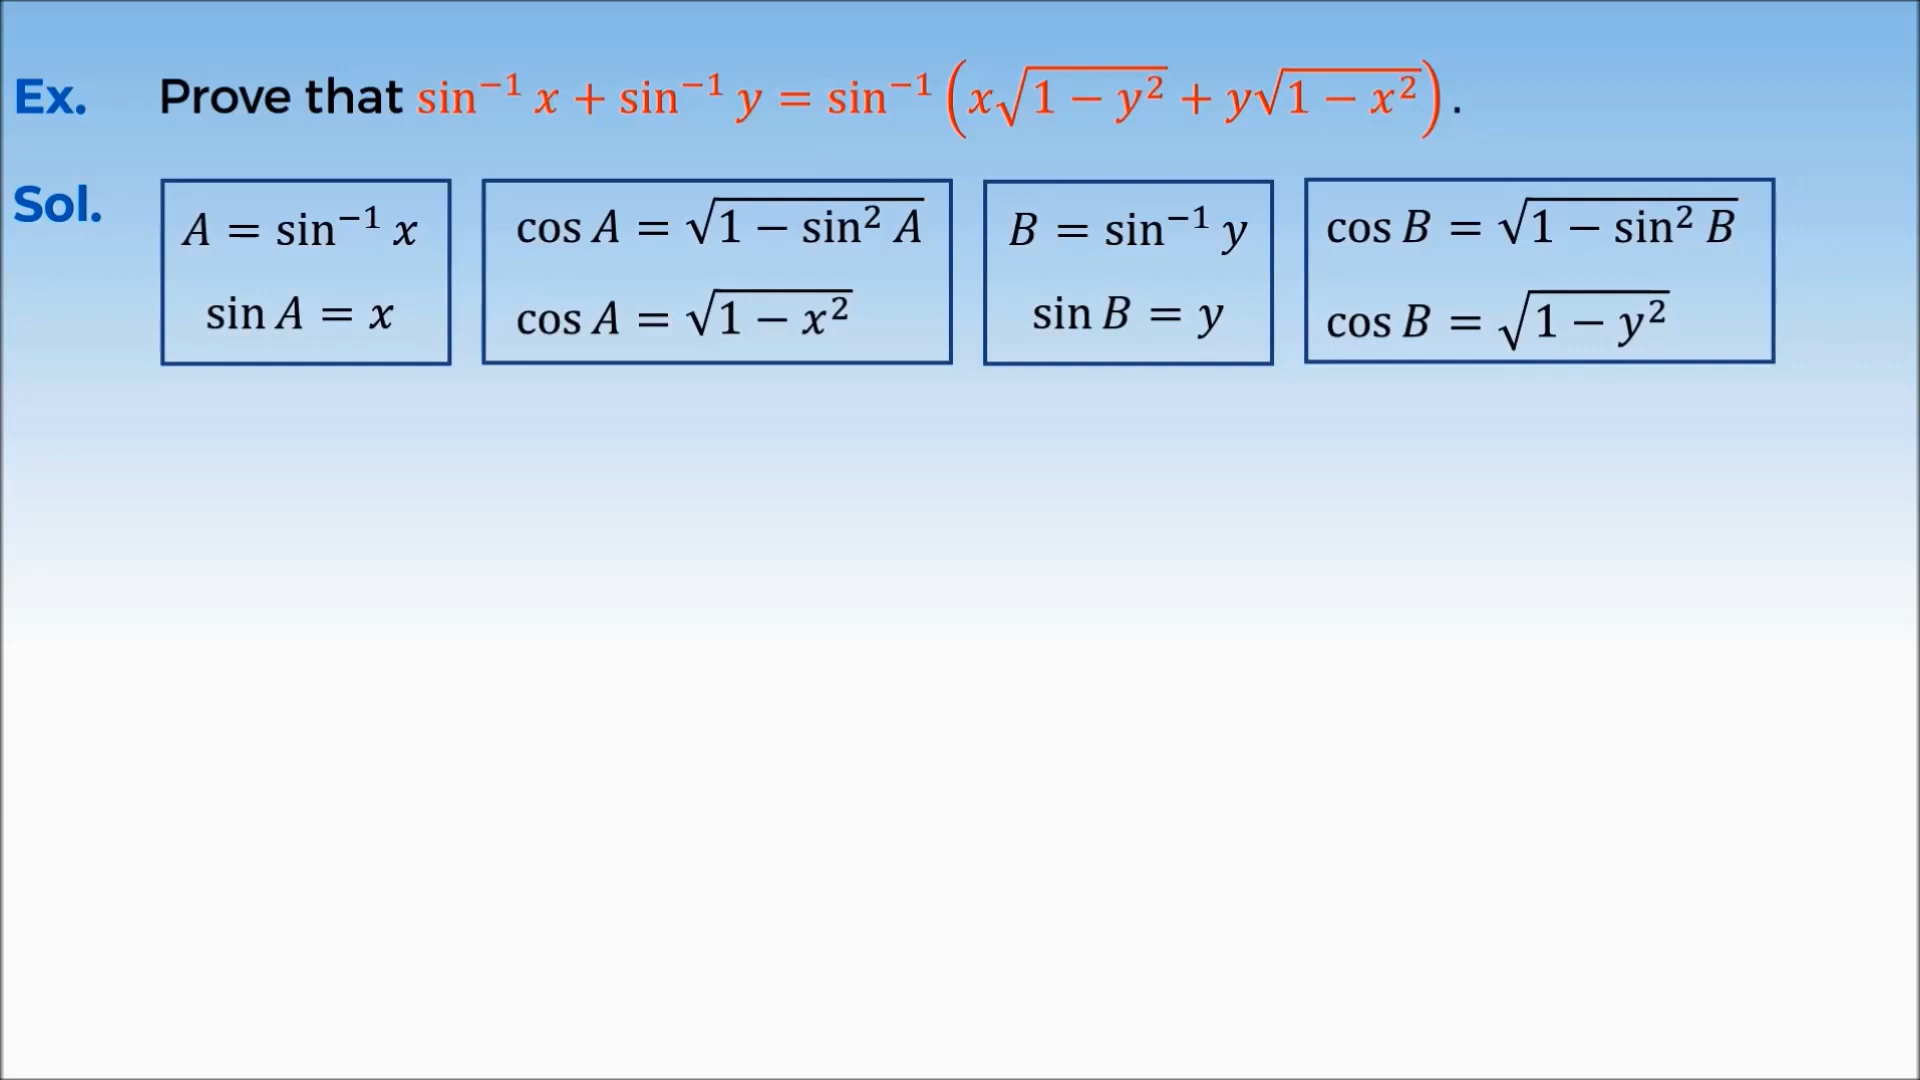 Ex. Prove that sin⁻¹ x + sin⁻¹ y = sin⁻¹ (x√(1 − y²) + y√(1 − x²)) .
Sol.
A = sin⁻¹ x
sin A = x
cos A = √(1 − sin² A)
cos A = √(1 − x²)
B = sin⁻¹ y
sin B = y
cos B = √(1 − sin² B)
cos B = √(1 − y²)